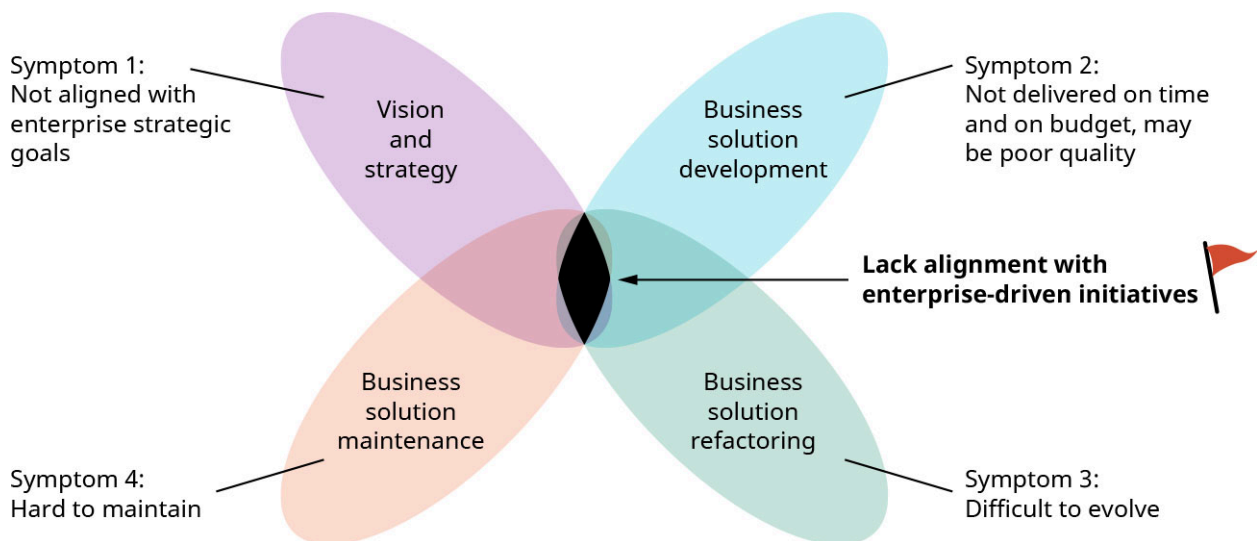 Symptom 1:
Not aligned with
enterprise strategic
goals
Vision
and
strategy
Business
solution
development
Symptom 2:
Not delivered on time
and on budget, may
be poor quality
Lack alignment with
enterprise-driven initiatives
Business
solution
maintenance
Business
solution
refactoring
Symptom 4:
Hard to maintain
Symptom 3:
Difficult to evolve